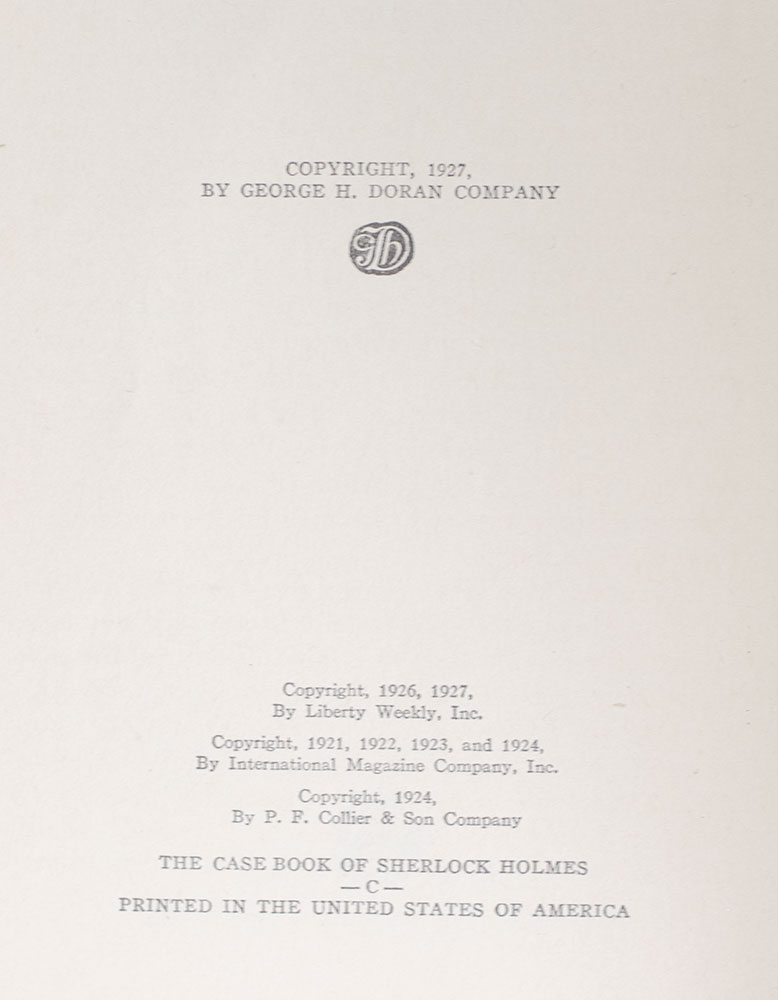 COPYRIGHT, 1927,
BY GEORGE H. DORAN COMPANY
GHD
Copyright, 1926, 1927,
By Liberty Weekly, Inc.
Copyright, 1921, 1922, 1923, and 1924,
By International Magazine Company, Inc.
Copyright, 1924,
By P. F. Collier & Son Company
THE CASE BOOK OF SHERLOCK HOLMES
— C —
PRINTED IN THE UNITED STATES OF AMERICA